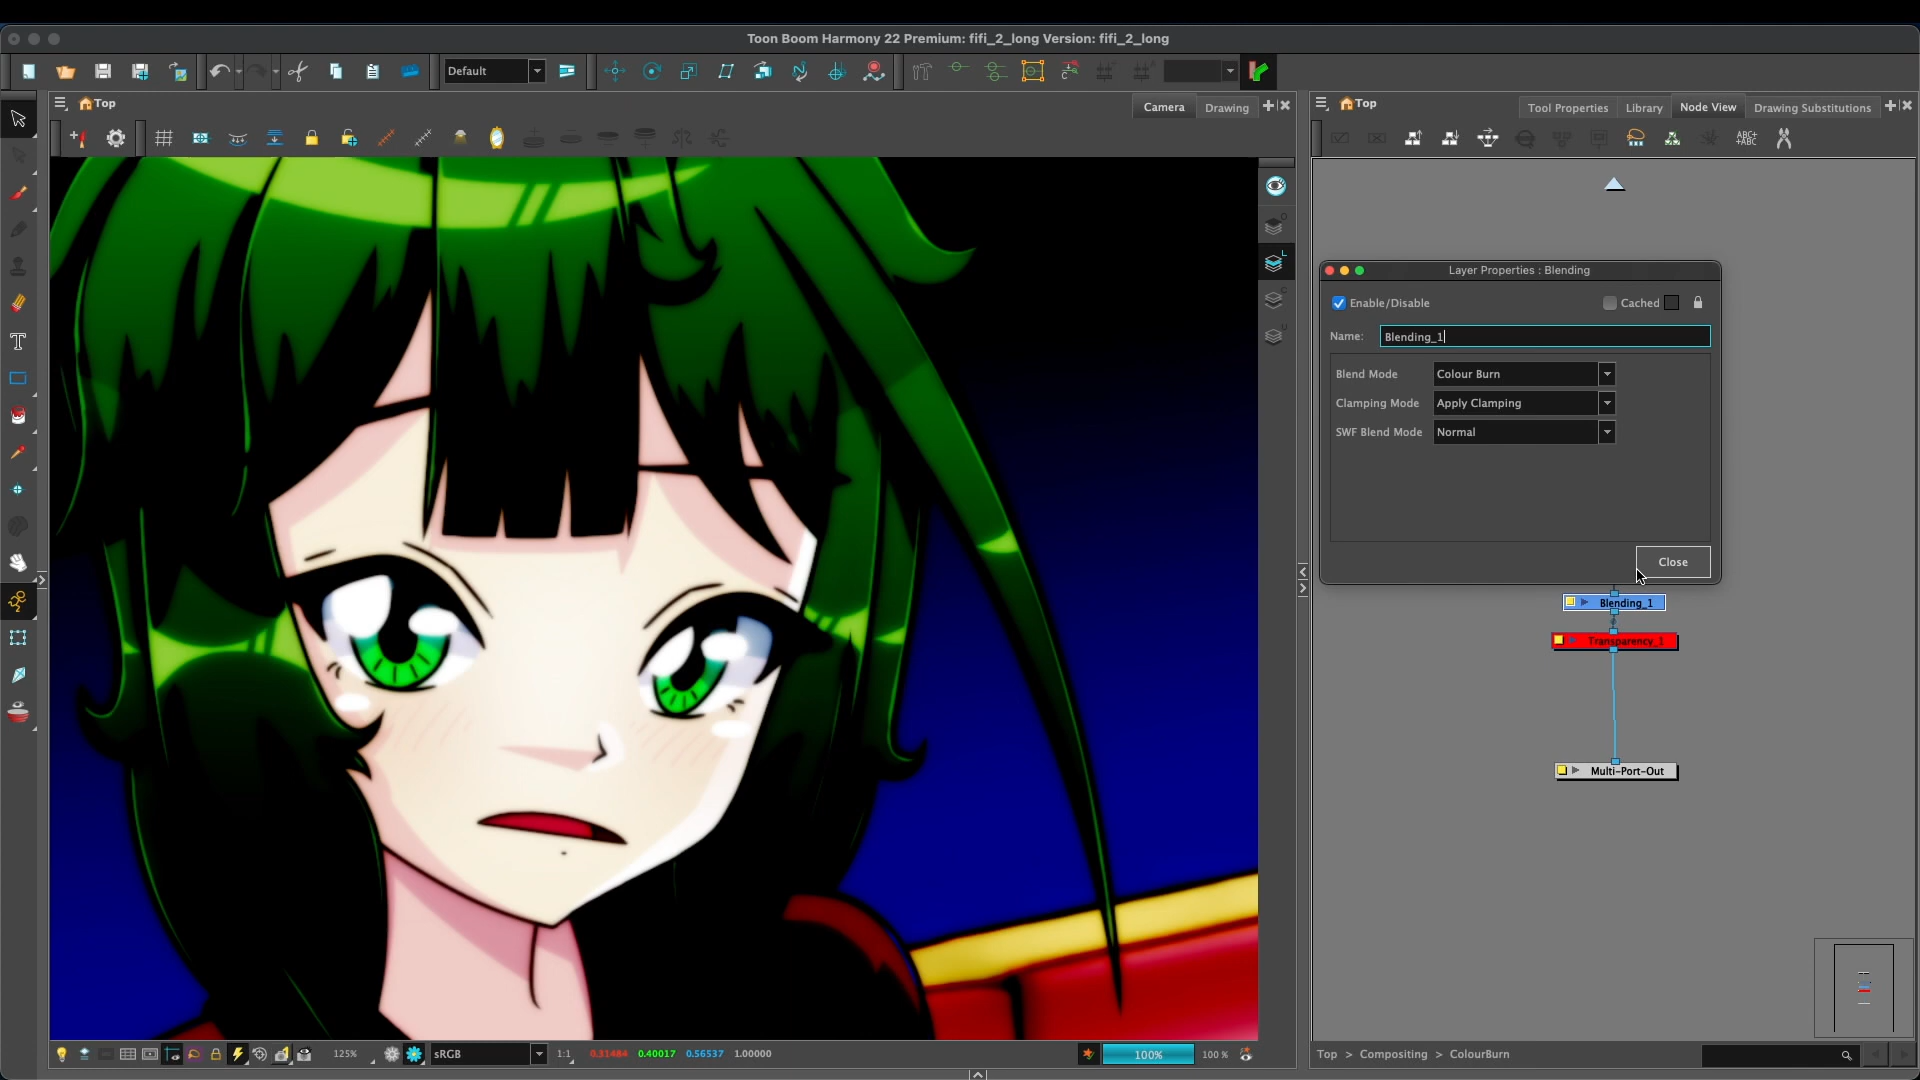 Toon Boom Harmony 22 Premium: fifi_2_long Version: fifi_2_long
Default
Top
Camera
Drawing
Top
Tool Properties
Library
Node View
Drawing Substitutions
ABC+
ABC
Layer Properties : Blending
Enable/Disable
Cached
Name:
Blending_1
Blend Mode
Colour Burn
Clamping Mode
Apply Clamping
SWF Blend Mode
Normal
Close
Blending_1
Transparency_1
Multi-Port-Out
125%
sRGB
1:1
0.31484 0.40017 0.56537 1.00000
100%
100 %
Top > Compositing > ColourBurn